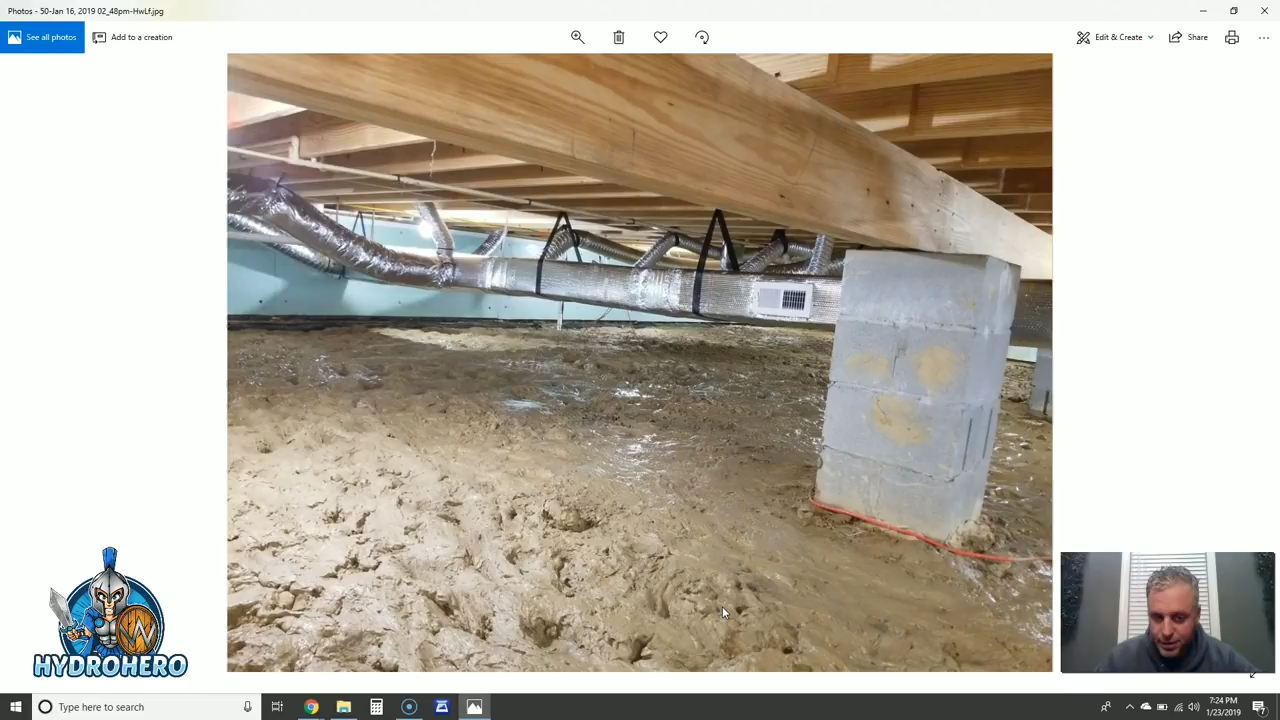 Photos - 50-Jan 16, 2019 02_48pm-HwLf.jpg
See all photos
Add to a creation
Edit & Create
Share
W
HYDROHERO
Type here to search
7:24 PM
1/23/2019
7